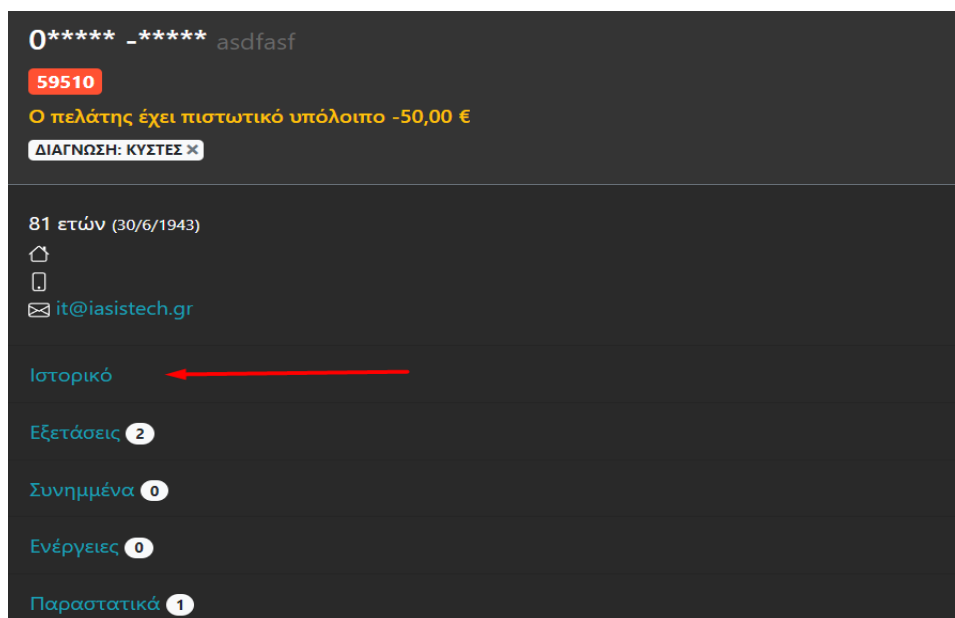 0***** -***** asdfasf
59510
Ο πελάτης έχει πιστωτικό υπόλοιπο -50,00 €
ΔΙΑΓΝΩΣΗ: ΚΥΣΤΕΣ ×
81 ετών (30/6/1943)
it@iasistech.gr
Ιστορικό
Εξετάσεις 2
Συνημμένα 0
Ενέργειες 0
Παραστατικά 1